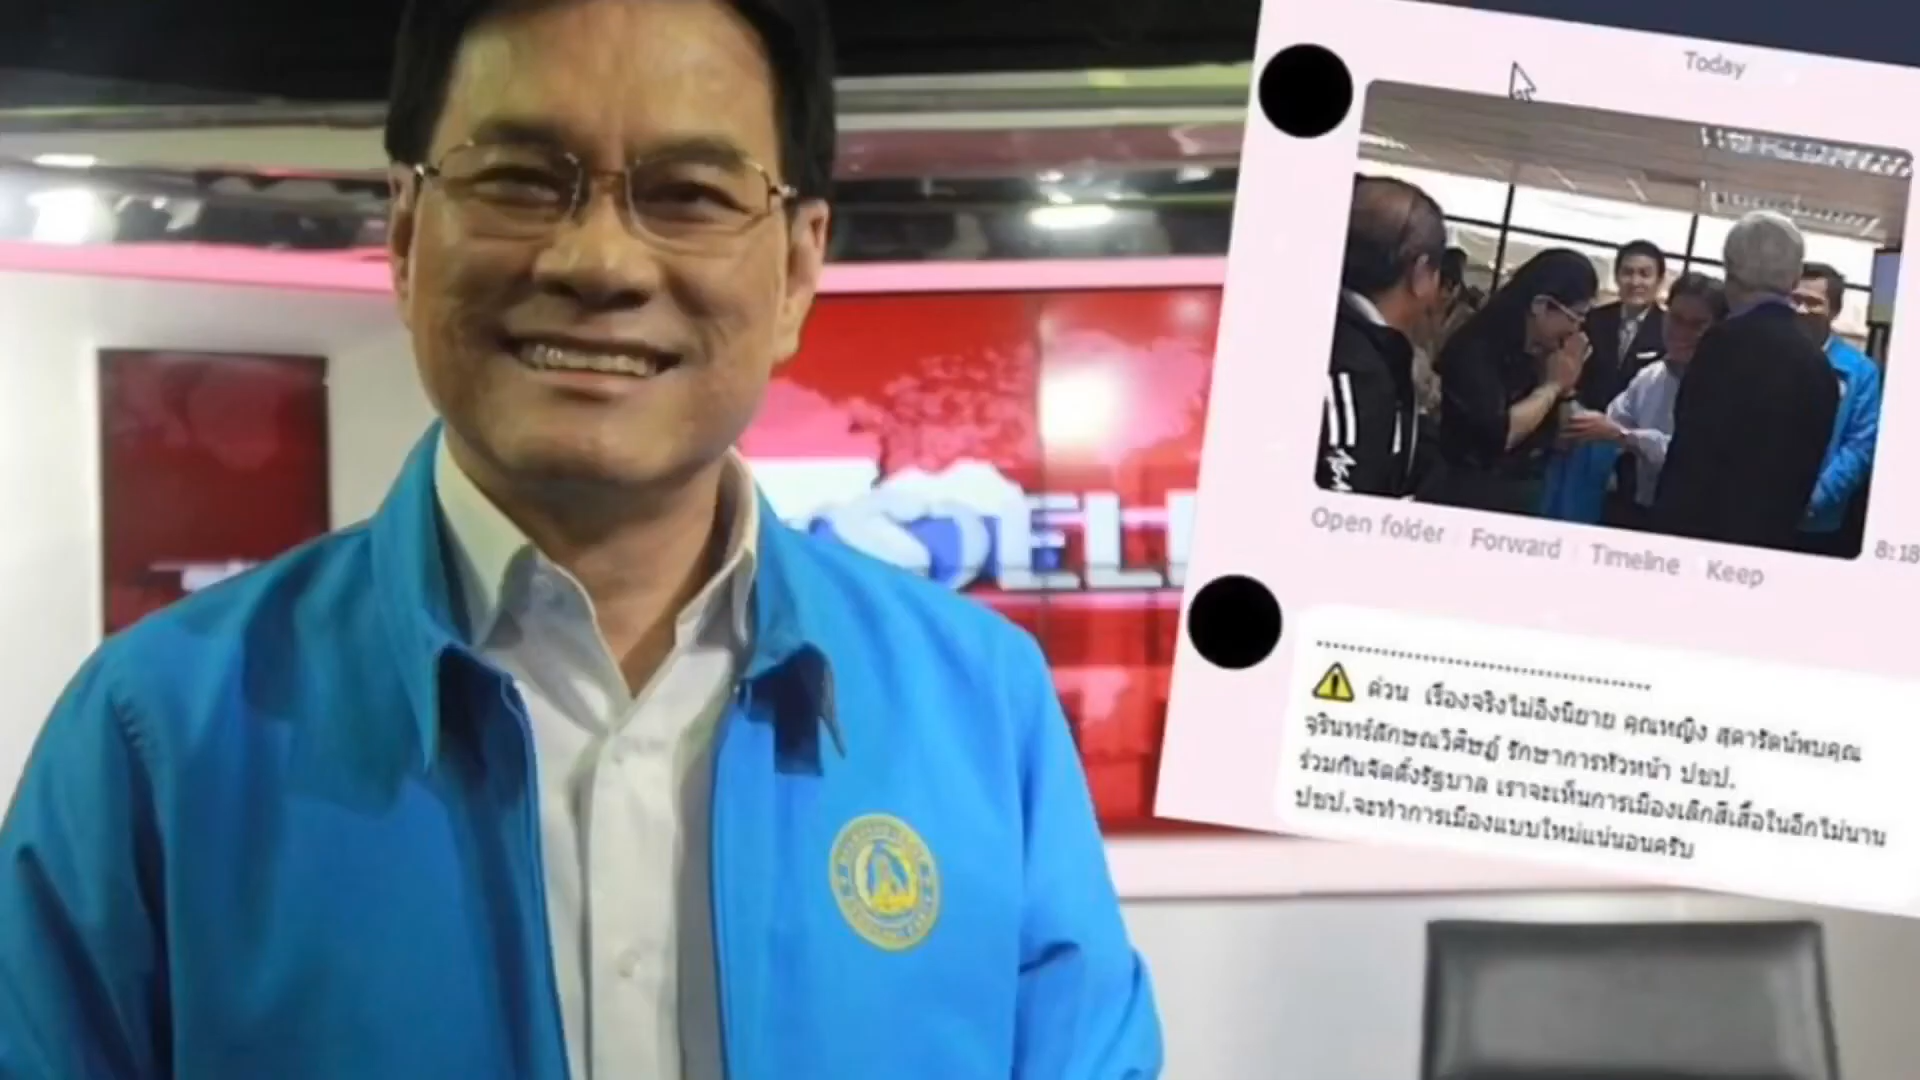 Today
Open folder Forward Timeline Keep
8:18
ด่วน เรื่องจริงไม่อิงนิยาย คุณหญิง สุดารัตน์พบคุณ
จุรินทร์ลักษณวิศิษฏ์ รักษาการหัวหน้า ปชป.
ร่วมกันจัดตั้งรัฐบาล เราจะเห็นการเมืองเลิกสีเสื้อในอีกไม่นาน
ปชป.จะทำการเมืองแบบใหม่แน่นอนครับ